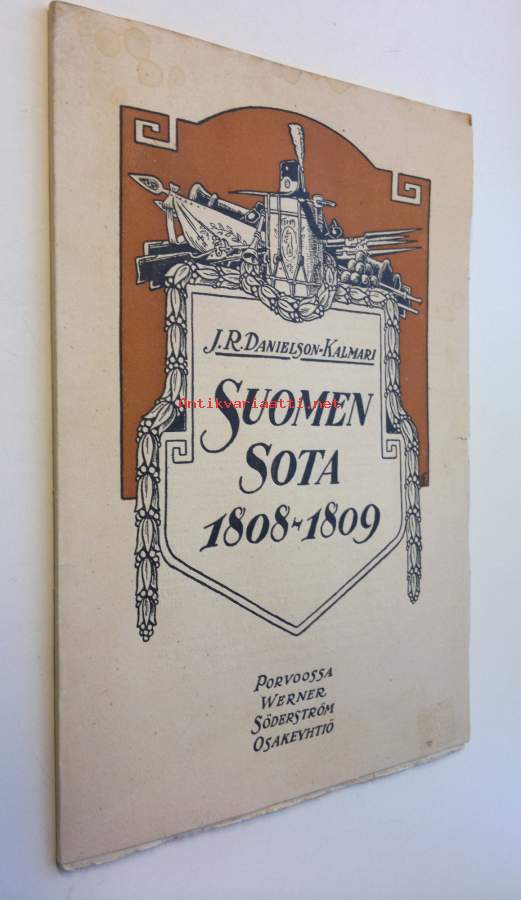 J.R. DANIELSON-KALMARI
SUOMEN
Antikvariaatti.net
SOTA
1808-1809
PORVOOSSA
WERNER
SÖDERSTRÖM
OSAKEYHTIÖ